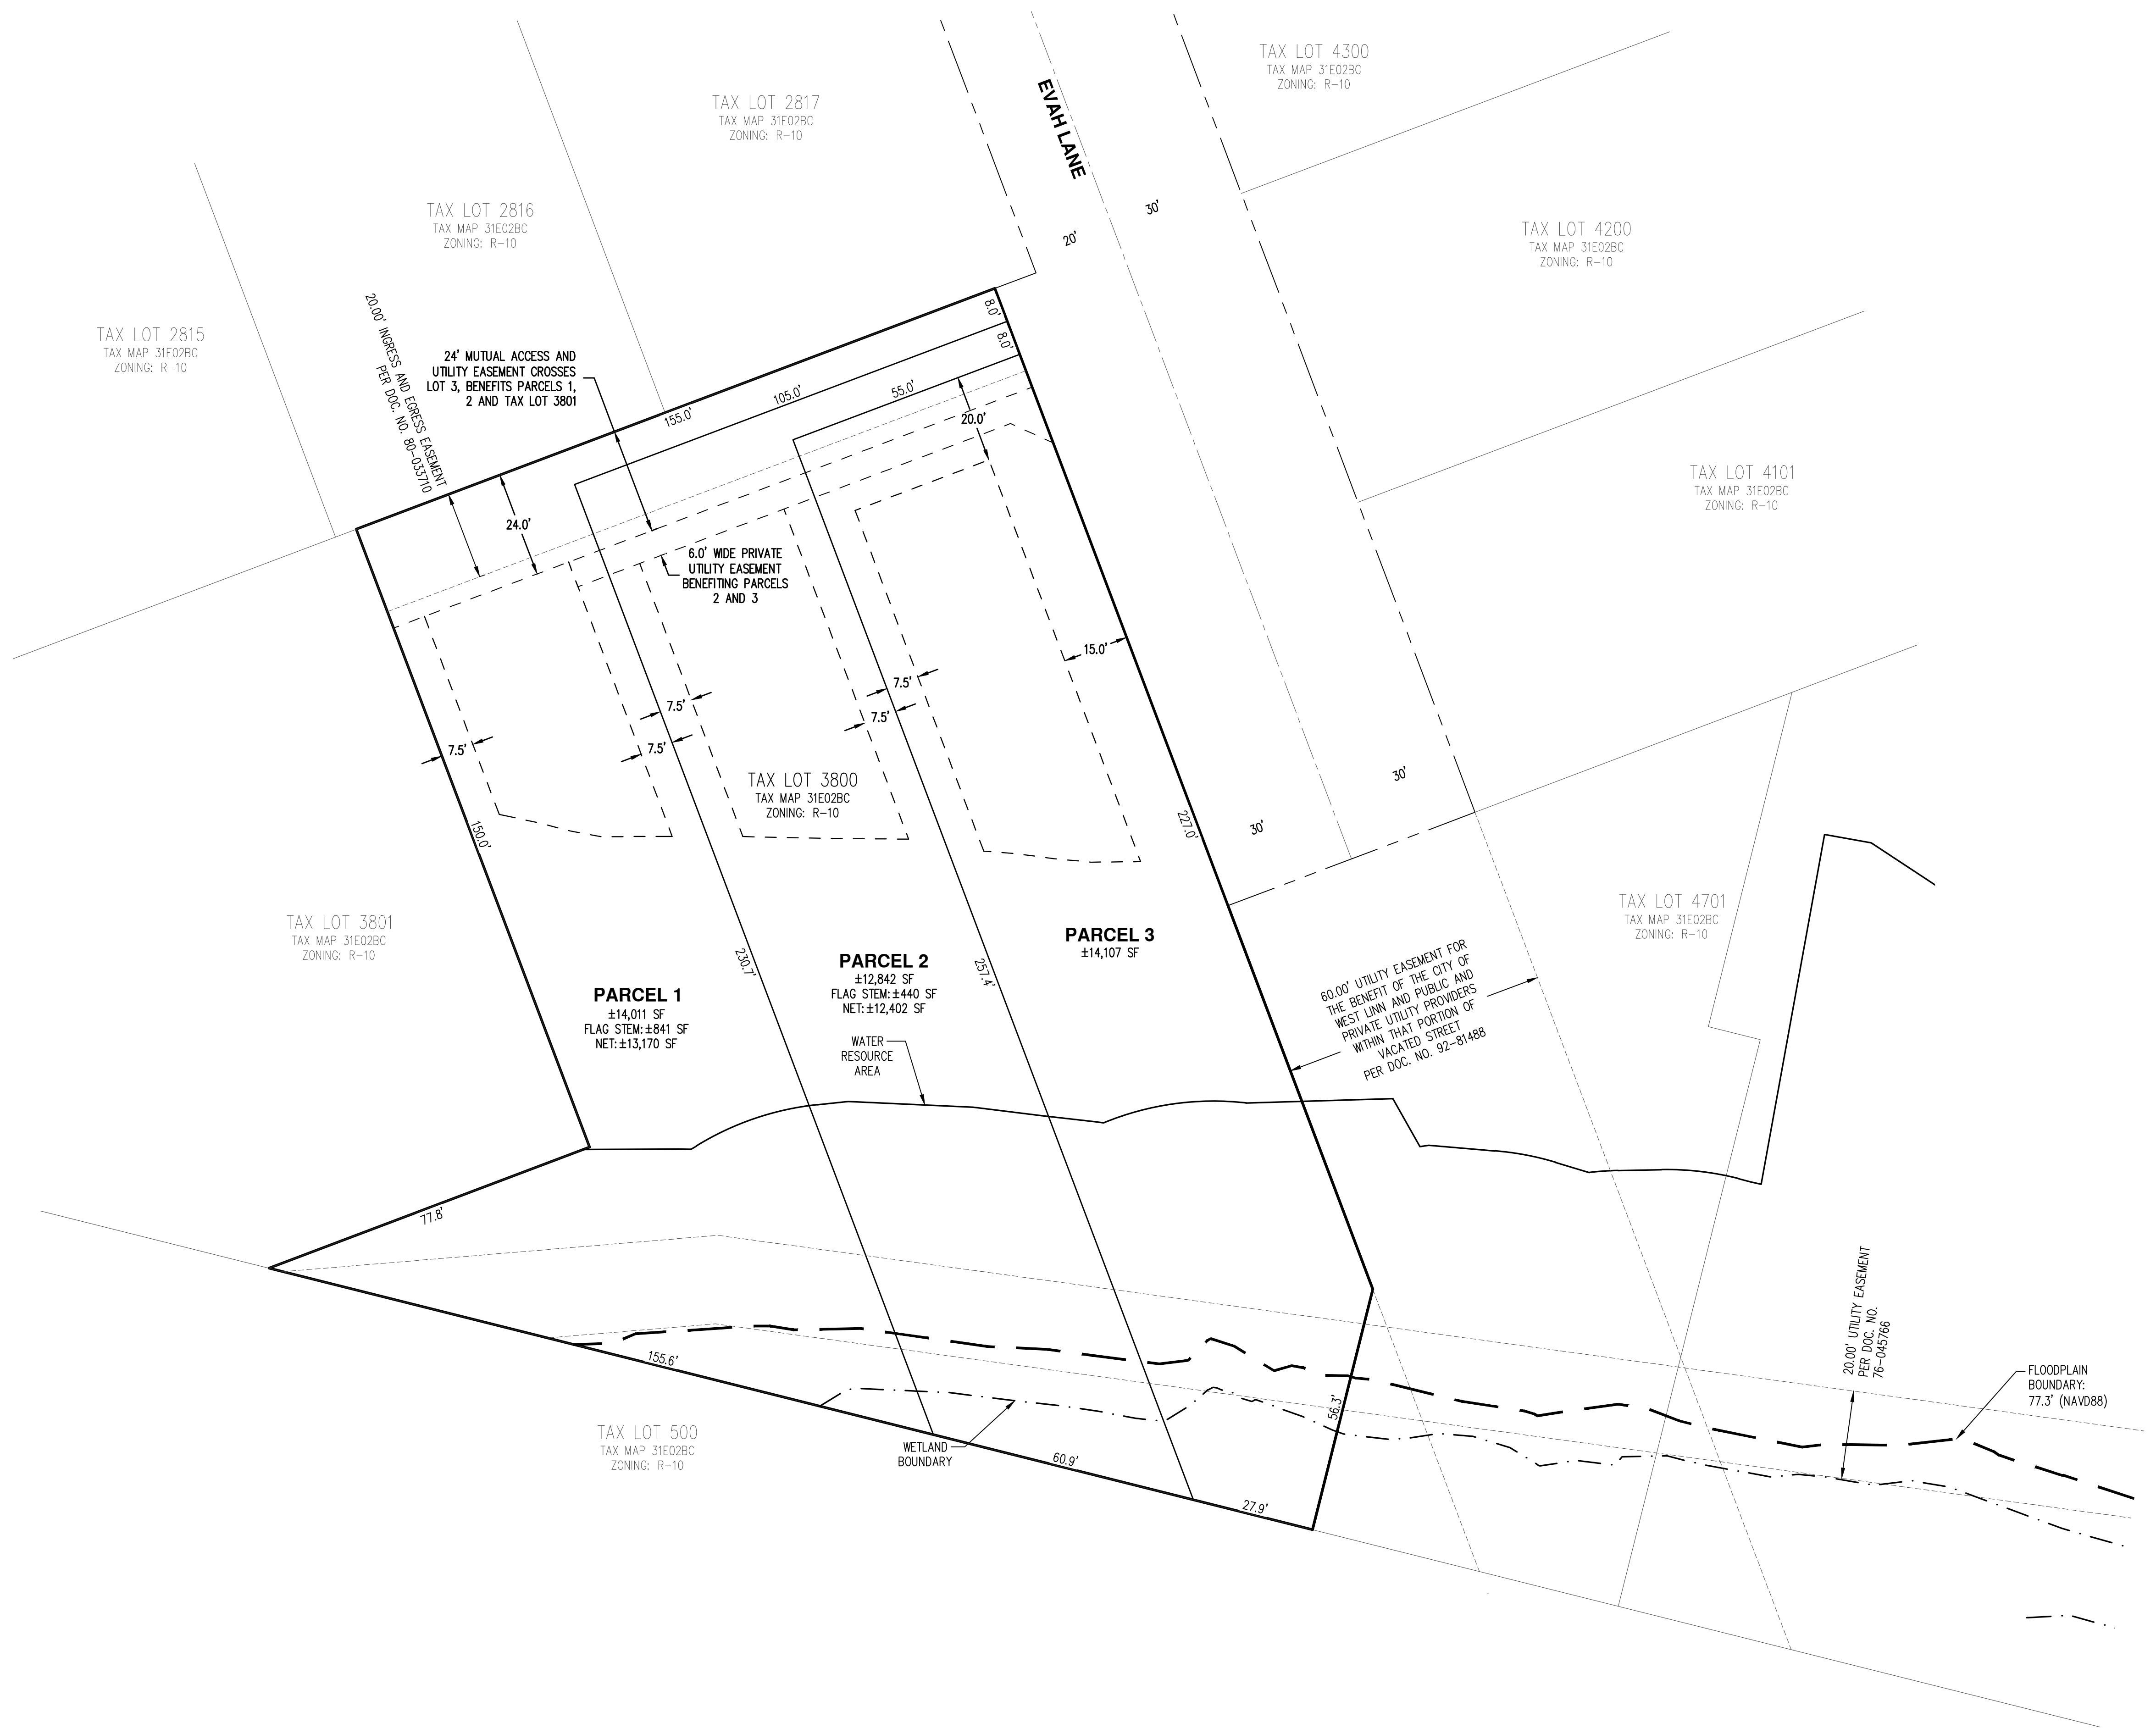 TAX LOT 4300
TAX MAP 31E02BC
ZONING: R-10
TAX LOT 2817
TAX MAP 31E02BC
ZONING: R-10
EVAH LANE
30'
20'
TAX LOT 2816
TAX MAP 31E02BC
ZONING: R-10
TAX LOT 4200
TAX MAP 31E02BC
ZONING: R-10
TAX LOT 2815
TAX MAP 31E02BC
ZONING: R-10
20.00' INGRESS AND EGRESS EASEMENT
PER DOC. NO. 80-033710
24' MUTUAL ACCESS AND
UTILITY EASEMENT CROSSES
LOT 3, BENEFITS PARCELS 1,
2 AND TAX LOT 3801
8.0'
8.0'
155.0'
105.0'
55.0'
20.0'
24.0'
TAX LOT 4101
TAX MAP 31E02BC
ZONING: R-10
6.0' WIDE PRIVATE
UTILITY EASEMENT
BENEFITING PARCELS
2 AND 3
15.0'
7.5'
7.5'
7.5'
7.5'
7.5'
TAX LOT 3800
TAX MAP 31E02BC
ZONING: R-10
30'
30'
150.0'
227.0'
TAX LOT 3801
TAX MAP 31E02BC
ZONING: R-10
TAX LOT 4701
TAX MAP 31E02BC
ZONING: R-10
230.7'
257.4'
PARCEL 3
±14,107 SF
PARCEL 2
±12,842 SF
FLAG STEM: ±440 SF
NET: ±12,402 SF
PARCEL 1
±14,011 SF
FLAG STEM: ±841 SF
NET: ±13,170 SF
60.00' UTILITY EASEMENT FOR
THE BENEFIT OF THE CITY OF
WEST LINN AND PUBLIC AND
PRIVATE UTILITY PROVIDERS
WITHIN THAT PORTION OF
VACATED STREET
PER DOC. NO. 92-81488
WATER
RESOURCE
AREA
77.8'
20.00' UTILITY EASEMENT
PER DOC. NO.
76-045766
155.6'
56.3'
FLOODPLAIN
BOUNDARY:
77.3' (NAVD88)
TAX LOT 500
TAX MAP 31E02BC
ZONING: R-10
WETLAND
BOUNDARY
60.9'
27.9'